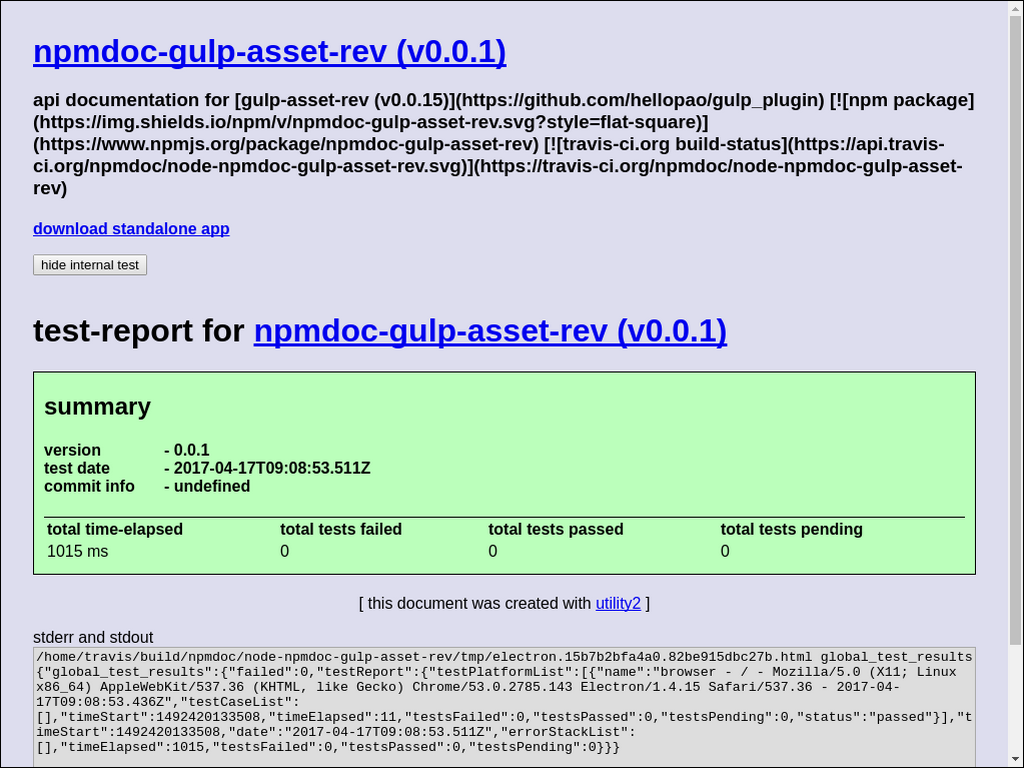 npmdoc-gulp-asset-rev (v0.0.1)
api documentation for [gulp-asset-rev (v0.0.15)](https://github.com/hellopao/gulp_plugin) [![npm package]
(https://img.shields.io/npm/v/npmdoc-gulp-asset-rev.svg?style=flat-square)]
(https://www.npmjs.org/package/npmdoc-gulp-asset-rev) [![travis-ci.org build-status](https://api.travis-
ci.org/npmdoc/node-npmdoc-gulp-asset-rev.svg)](https://travis-ci.org/npmdoc/node-npmdoc-gulp-asset-
rev)
download standalone app
hide internal test
test-report for npmdoc-gulp-asset-rev (v0.0.1)
summary
version - 0.0.1
test date - 2017-04-17T09:08:53.511Z
commit info - undefined
total time-elapsed total tests failed total tests passed total tests pending
1015 ms 0 0 0
[ this document was created with utility2 ]
stderr and stdout
/home/travis/build/npmdoc/node-npmdoc-gulp-asset-rev/tmp/electron.15b7b2bfa4a0.82be915dbc27b.html global_test_results
{"global_test_results":{"failed":0,"testReport":{"testPlatformList":[{"name":"browser - / - Mozilla/5.0 (X11; Linux
x86_64) AppleWebKit/537.36 (KHTML, like Gecko) Chrome/53.0.2785.143 Electron/1.4.15 Safari/537.36 - 2017-04-
17T09:08:53.436Z","testCaseList":
[],"timeStart":1492420133508,"timeElapsed":11,"testsFailed":0,"testsPassed":0,"testsPending":0,"status":"passed"}],"t
imeStart":1492420133508,"date":"2017-04-17T09:08:53.511Z","errorStackList":
[],"timeElapsed":1015,"testsFailed":0,"testsPassed":0,"testsPending":0}}}